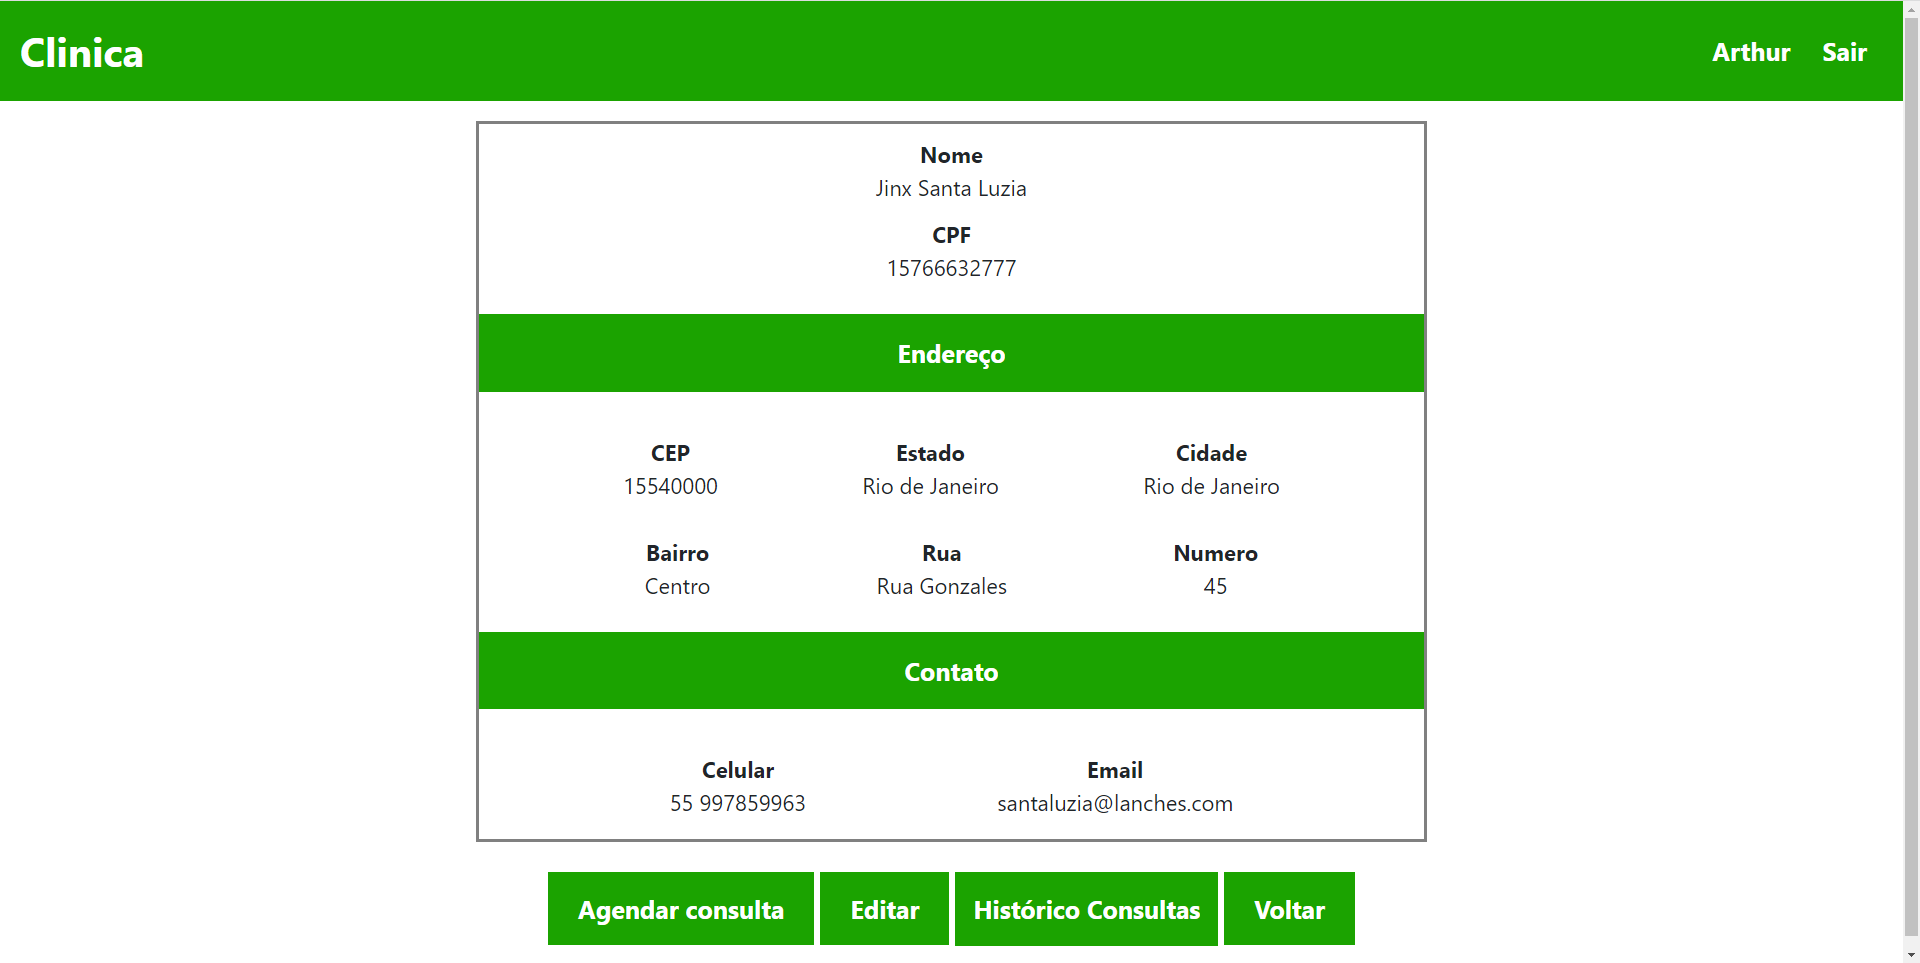 Clinica
Arthur Sair
Nome
Jinx Santa Luzia
CPF
15766632777
Endereço
CEP Estado Cidade
15540000 Rio de Janeiro Rio de Janeiro
Bairro Rua Numero
Centro Rua Gonzales 45
Contato
Celular Email
55 997859963 santaluzia@lanches.com
Agendar consulta Editar Histórico Consultas Voltar